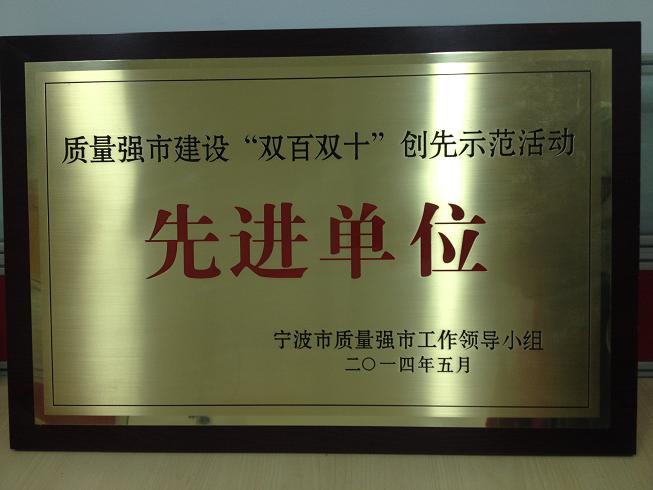 质量强市建设“双百双十”创先示范活动
先进单位
宁波市质量强市工作领导小组
二〇一四年五月